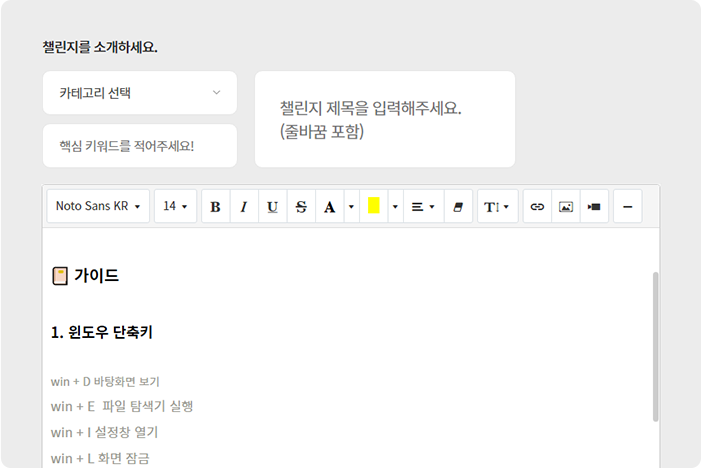 챌린지를 소개하세요.
카테고리 선택
챌린지 제목을 입력해주세요.
(줄바꿈 포함)
핵심 키워드를 적어주세요!
Noto Sans KR 14 B I U S A A T
가이드
1. 윈도우 단축키
win + D 바탕화면 보기
win + E 파일 탐색기 실행
win + I 설정창 열기
win + L 화면 잠금